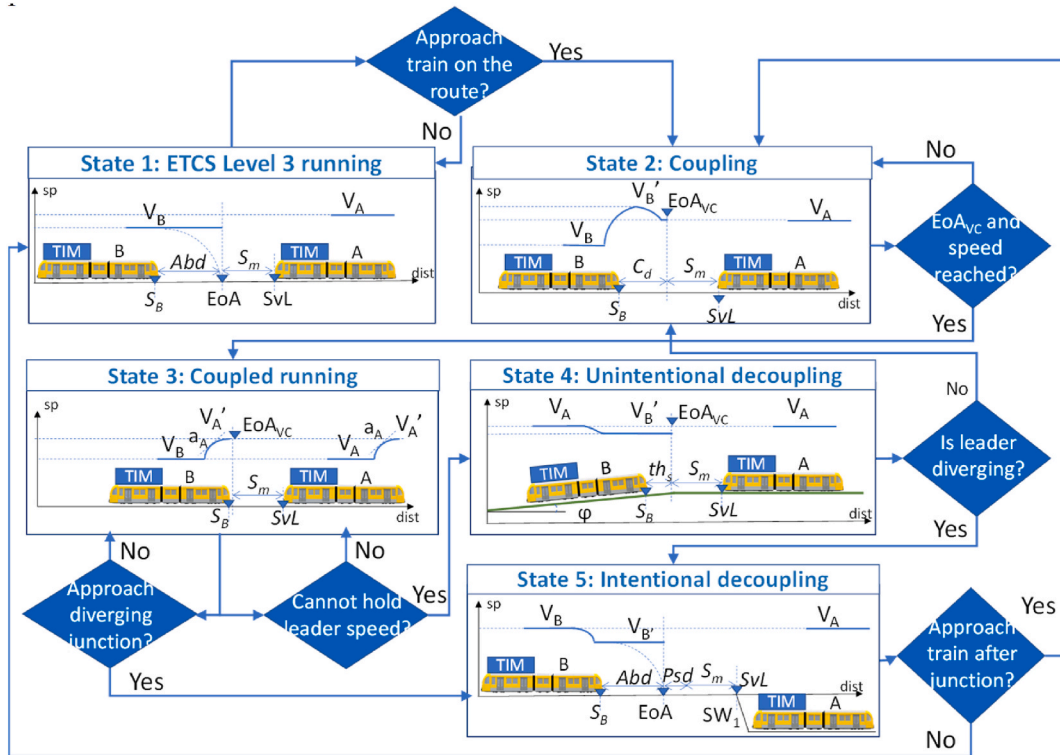 Approach
train on the
route?
Yes
No
State 1: ETCS Level 3 running
sp
V_B
V_A
TIM
B
Abd
S_m
TIM
A
dist
S_B
EoA
SvL
State 2: Coupling
sp
V_B'
EoA_VC
V_B
V_A
TIM
B
C_d
S_m
TIM
A
S_B
SvL
dist
No
EoA_VC and
speed
reached?
Yes
State 3: Coupled running
sp
V_A'
a_A
EoA_VC
V_B
V_A
a_A
V_A'
TIM
B
S_m
TIM
A
S_B
SvL
dist
State 4: Unintentional decoupling
sp
V_A
V_B'
EoA_VC
V_A
TIM
B
th_s
S_m
TIM
A
φ
S_B
SvL
dist
No
Is leader
diverging?
Yes
No
Approach
diverging
junction?
Yes
No
Cannot hold
leader speed?
Yes
State 5: Intentional decoupling
sp
V_B
V_B'
V_A
TIM
B
Abd
Psd
S_m
SvL
S_B
EoA
SW_1
TIM
A
dist
Yes
Approach
train after
junction?
No